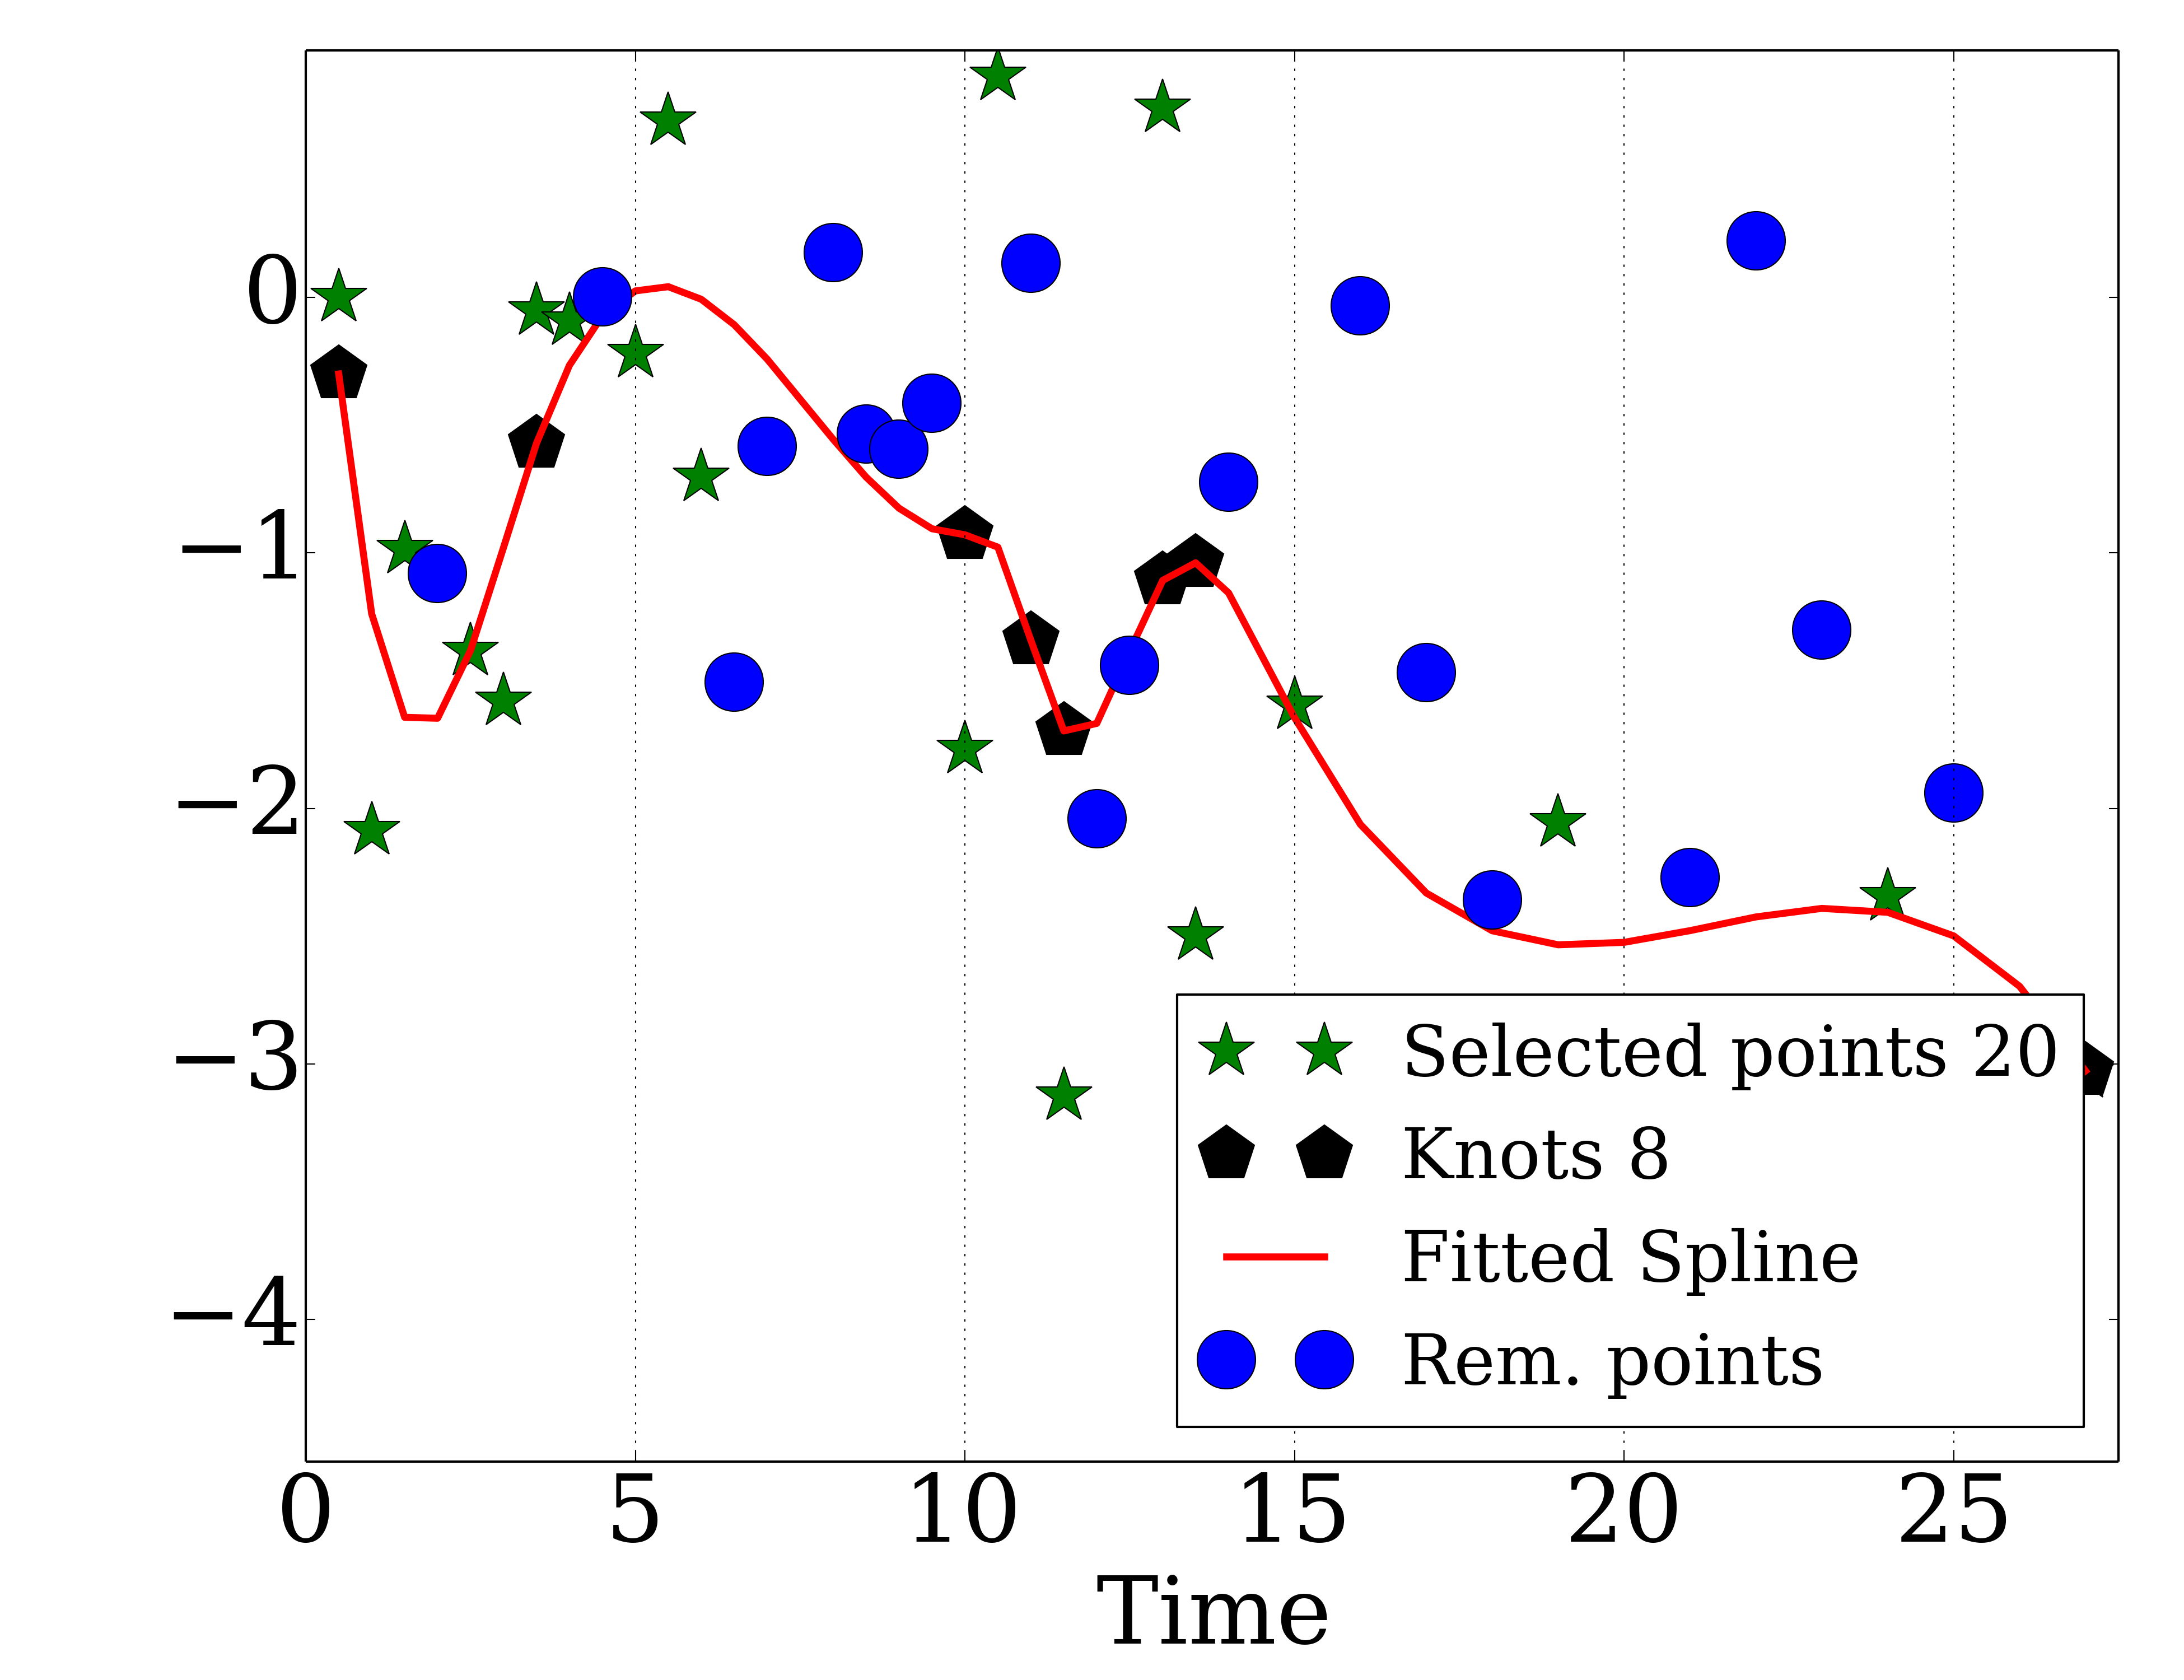 0
−1
−2
−3
−4
Selected points 20
Knots 8
Fitted Spline
Rem. points
0 5 10 15 20 25
Time